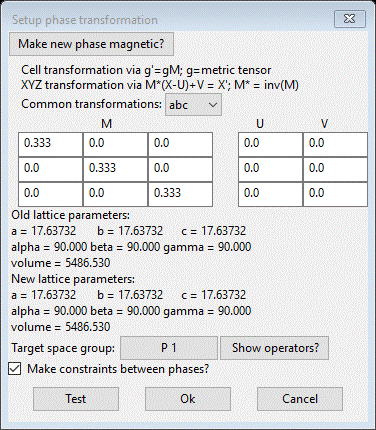 Setup phase transformation
Make new phase magnetic?
Cell transformation via g'=gM; g=metric tensor
XYZ transformation via M*(X-U)+V = X'; M* = inv(M)
Common transformations: abc
M U V
0.333 0.0 0.0 0.0 0.0
0.0 0.333 0.0 0.0 0.0
0.0 0.0 0.333 0.0 0.0
Old lattice parameters:
a = 17.63732 b = 17.63732 c = 17.63732
alpha = 90.000 beta = 90.000 gamma = 90.000
volume = 5486.530
New lattice parameters:
a = 17.63732 b = 17.63732 c = 17.63732
alpha = 90.000 beta = 90.000 gamma = 90.000
volume = 5486.530
Target space group: P 1 Show operators?
Make constraints between phases?
Test Ok Cancel